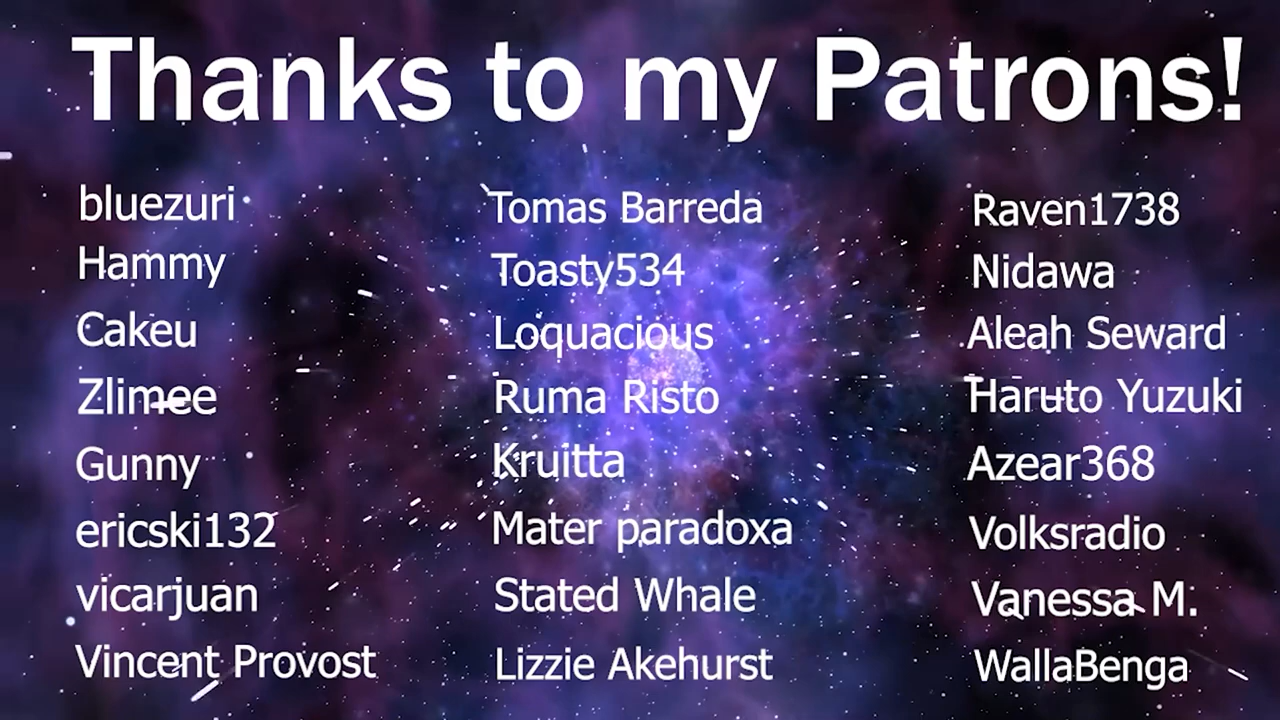 Thanks to my Patrons!
bluezuri
Hammy
Cakeu
Zlimee
Gunny
ericski132
vicarjuan
Vincent Provost
Tomas Barreda
Toasty534
Loquacious
Ruma Risto
Kruitta
Mater paradoxa
Stated Whale
Lizzie Akehurst
Raven1738
Nidawa
Aleah Seward
Haruto Yuzuki
Azear368
Volksradio
Vanessa M.
WallaBenga